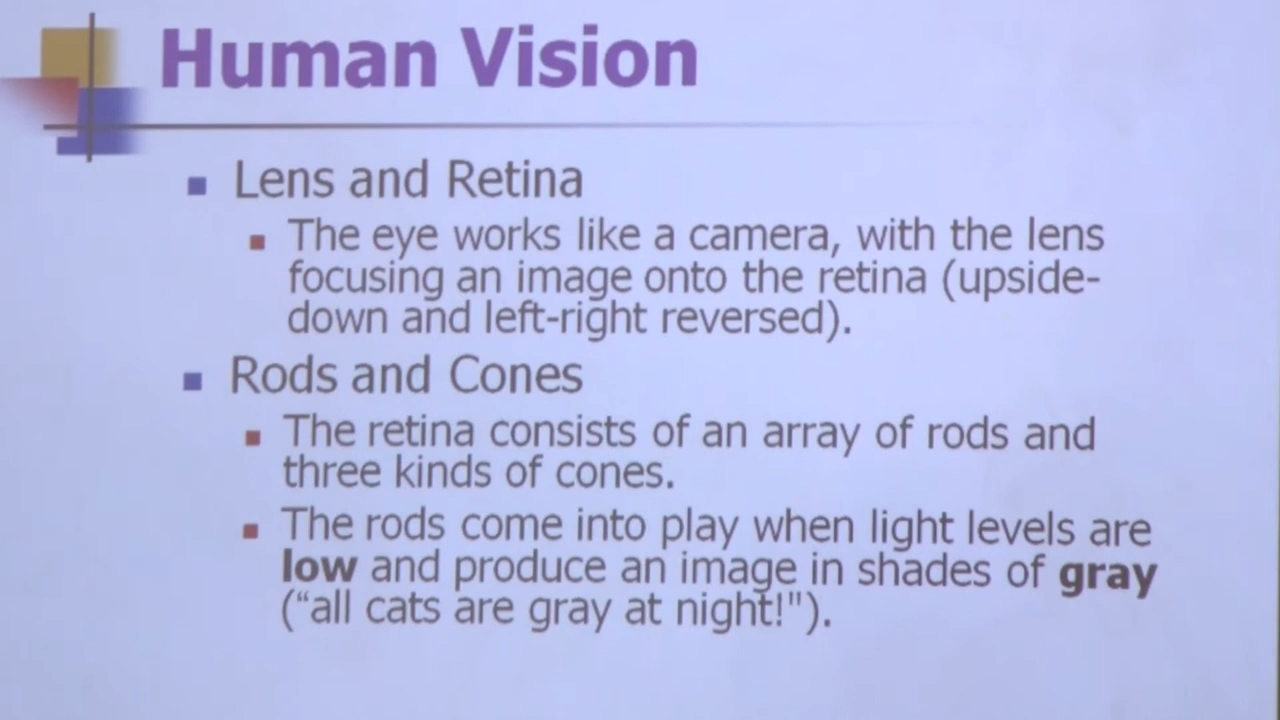 Human Vision
Lens and Retina
The eye works like a camera, with the lens
focusing an image onto the retina (upside-
down and left-right reversed).
Rods and Cones
The retina consists of an array of rods and
three kinds of cones.
The rods come into play when light levels are
low and produce an image in shades of gray
(“all cats are gray at night!").